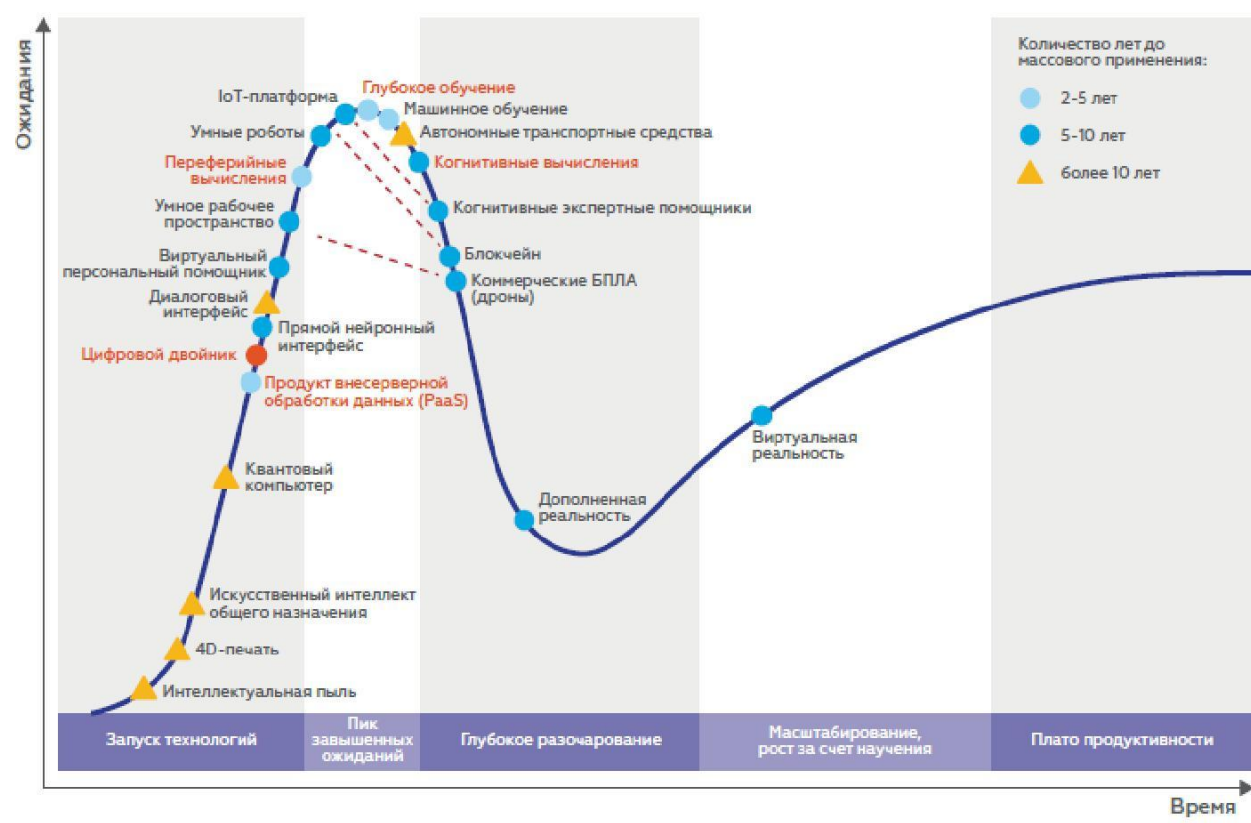 Ожидания
Количество лет до
массового применения:
2-5 лет
5-10 лет
более 10 лет
Глубокое обучение
IoT-платформа
Машинное обучение
Умные роботы
Автономные транспортные средства
Переферийные
вычисления
Когнитивные вычисления
Умное рабочее
пространство
Когнитивные экспертные помощники
Виртуальный
персональный помощник
Блокчейн
Коммерческие БПЛА
(дроны)
Диалоговый
интерфейс
Прямой нейронный
интерфейс
Цифровой двойник
Продукт внесерверной
обработки данных (PaaS)
Виртуальная
реальность
Квантовый
компьютер
Дополненная
реальность
Искусственный интеллект
общего назначения
4D-печать
Интеллектуальная пыль
Запуск технологий
Пик
завышенных
ожиданий
Глубокое разочарование
Масштабирование,
рост за счет научения
Плато продуктивности
Время